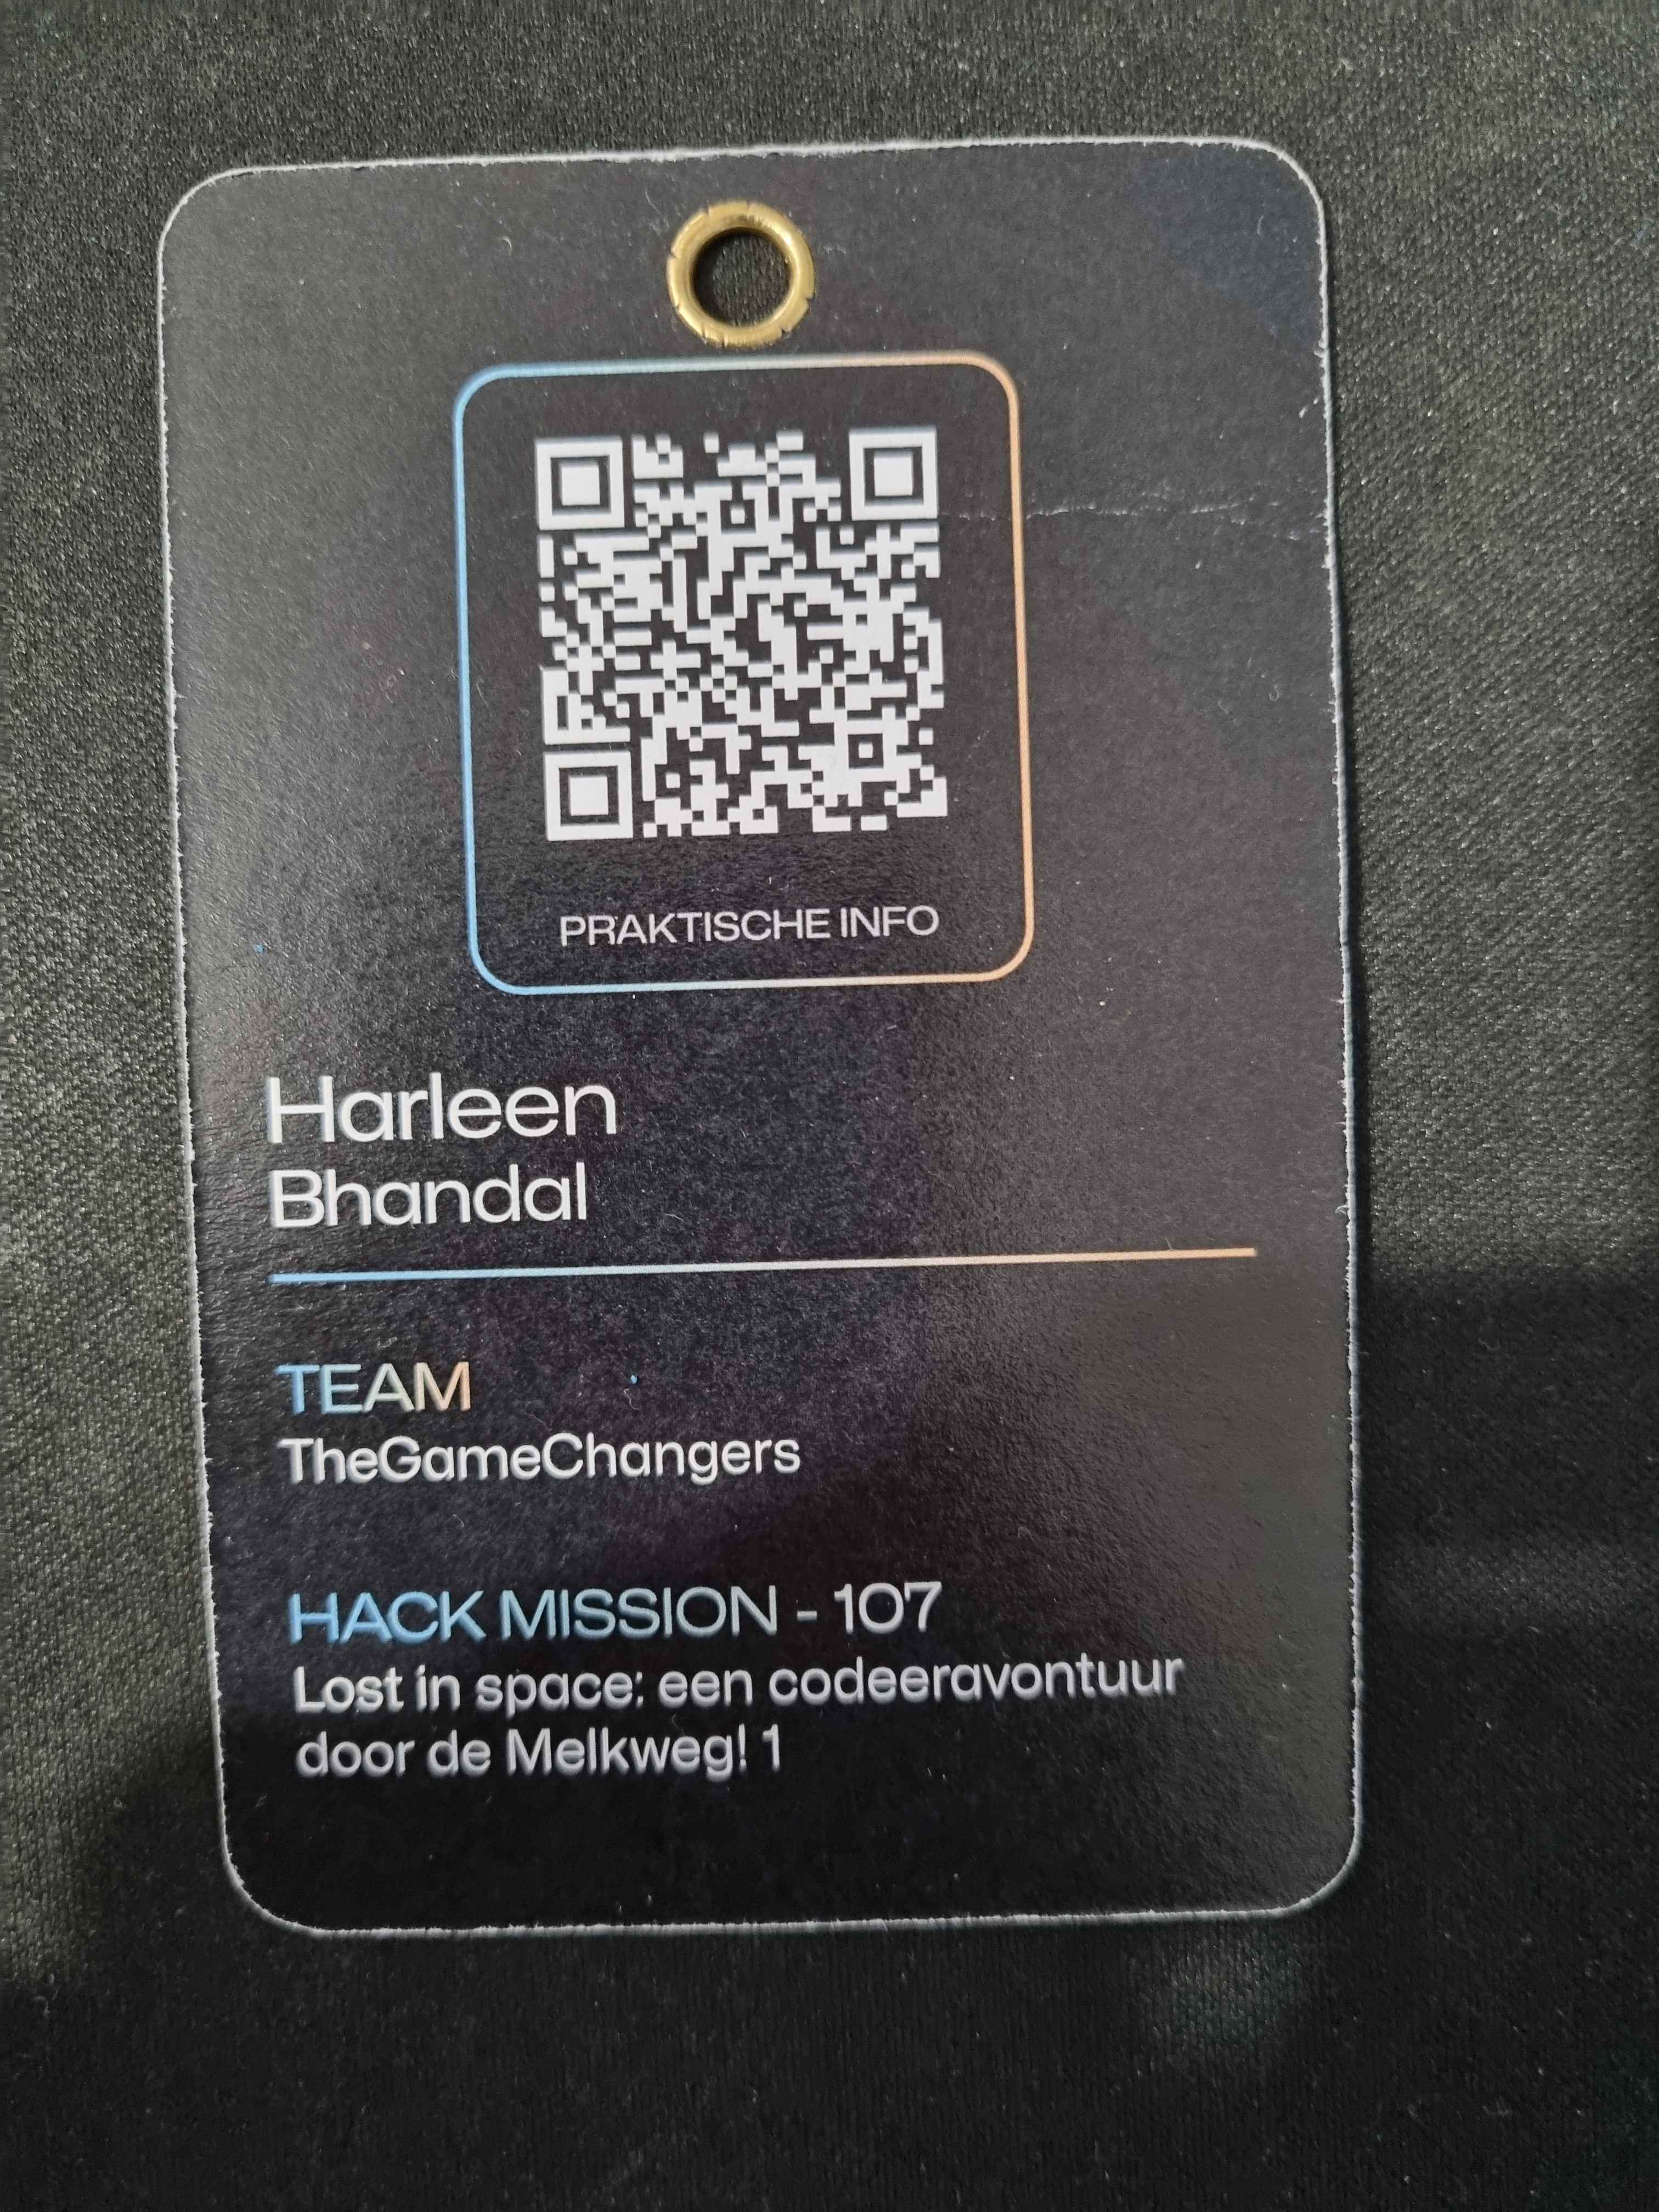 PRAKTISCHE INFO
Harleen
Bhandal
TEAM
TheGameChangers
HACK MISSION - 107
Lost in space: een codeeravontuur
door de Melkweg! 1